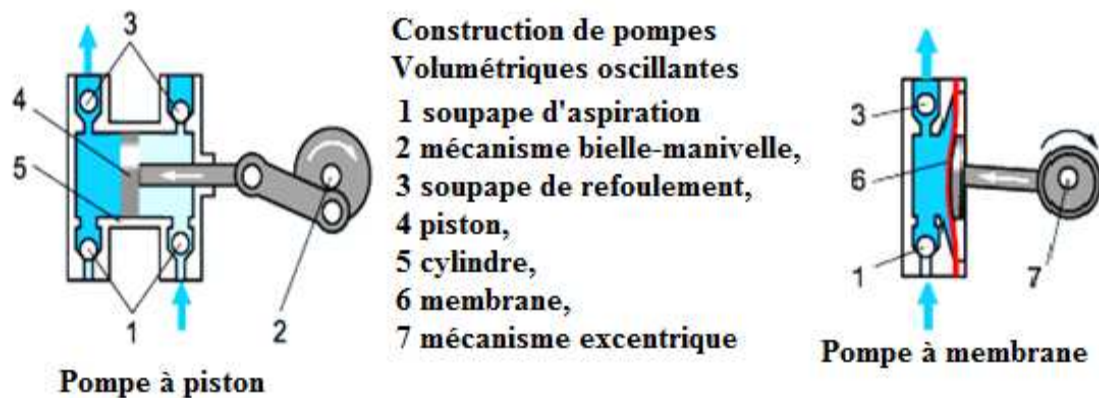 3
4
5
1
2
Pompe à piston
Construction de pompes
Volumétriques oscillantes
1 soupape d'aspiration
2 mécanisme bielle-manivelle,
3 soupape de refoulement,
4 piston,
5 cylindre,
6 membrane,
7 mécanisme excentrique
3
6
1
7
Pompe à membrane